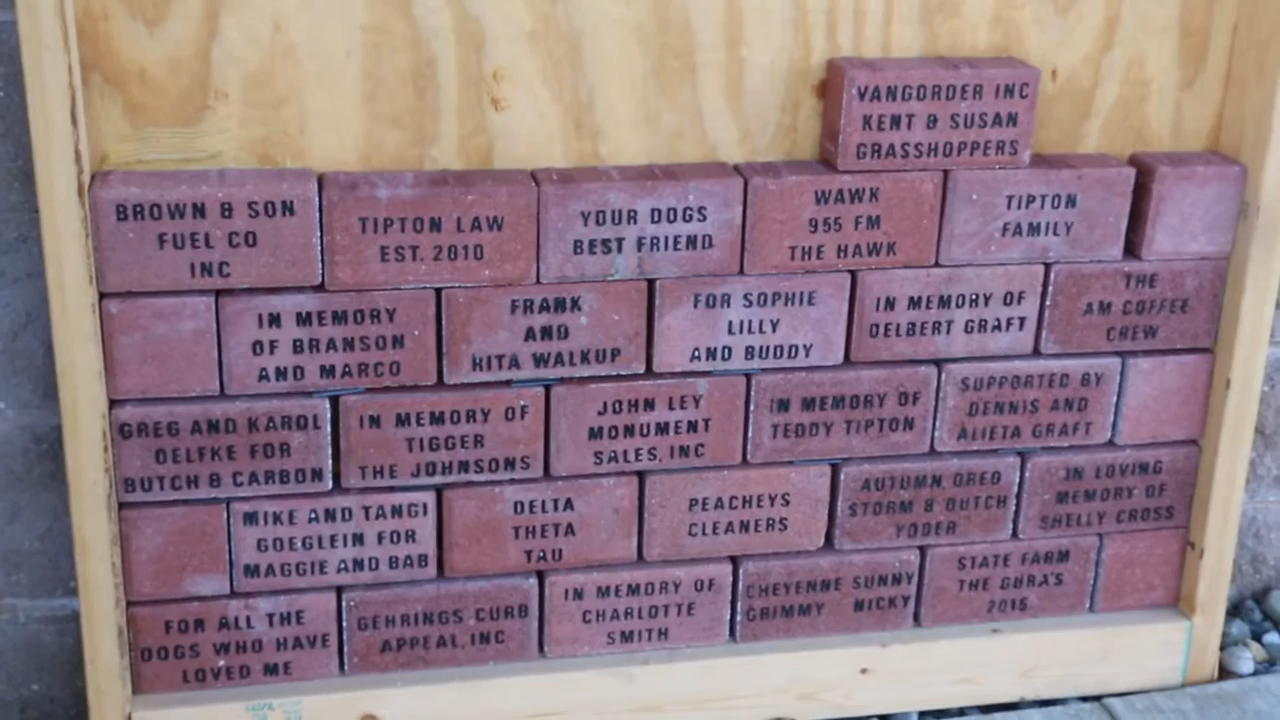 VANGORDER INC
KENT & SUSAN
GRASSHOPPERS
BROWN & SON
FUEL CO
INC
TIPTON LAW
EST. 2010
YOUR DOGS
BEST FRIEND
WAWK
955 FM
THE HAWK
TIPTON
FAMILY
IN MEMORY
OF BRANSON
AND MARCO
FRANK
AND
RITA WALKUP
FOR SOPHIE
LILLY
AND BUDDY
IN MEMORY OF
DELBERT GRAFT
THE
AM COFFEE
CREW
GREG AND KAROL
OELFKE FOR
BUTCH & CARBON
IN MEMORY OF
TIGGER
THE JOHNSONS
JOHN LEY
MONUMENT
SALES, INC
IN MEMORY OF
TEDDY TIPTON
SUPPORTED BY
DENNIS AND
ALIETA GRAFT
MIKE AND TANGI
GOEGLEIN FOR
MAGGIE AND BAB
DELTA
THETA
TAU
PEACHEYS
CLEANERS
AUTUMN, OREO
STORM & DUTCH
YODER
IN LOVING
MEMORY OF
SHELLY CROSS
FOR ALL THE
DOGS WHO HAVE
LOVED ME
GEHRINGS CURB
APPEAL, INC
IN MEMORY OF
CHARLOTTE
SMITH
CHEYENNE SUNNY
GRIMMY NICKY
STATE FARM
THE GURA'S
2015